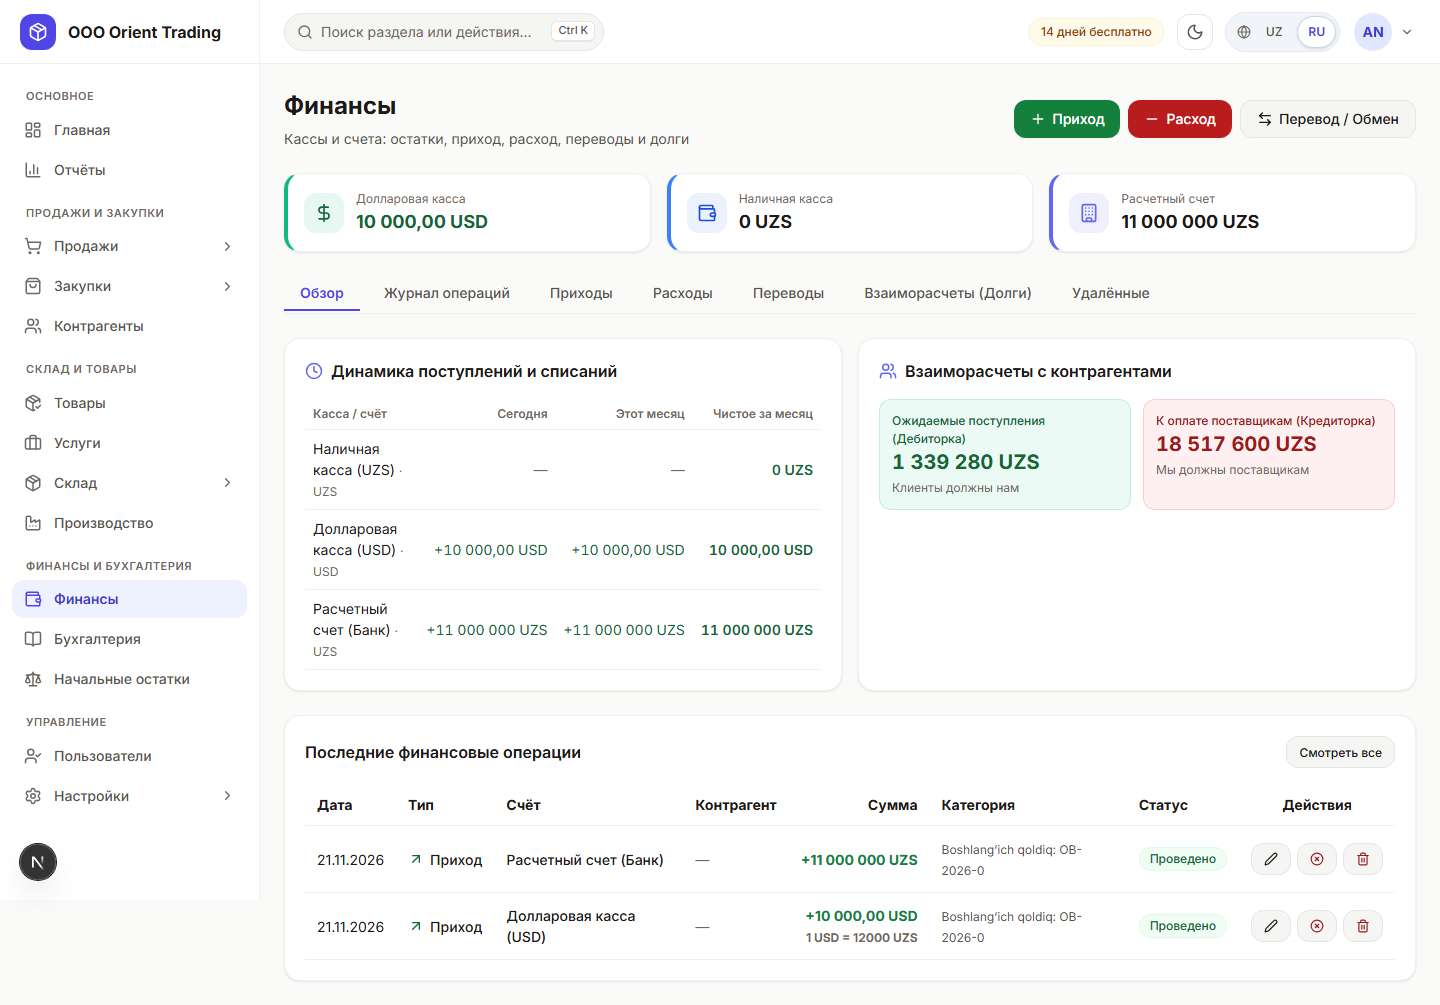 ООО Orient Trading
Поиск раздела или действия...
Ctrl K
14 дней бесплатно
UZ
RU
AN
ОСНОВНОЕ
Главная
Отчёты
ПРОДАЖИ И ЗАКУПКИ
Продажи
Закупки
Контрагенты
СКЛАД И ТОВАРЫ
Товары
Услуги
Склад
Производство
ФИНАНСЫ И БУХГАЛТЕРИЯ
Финансы
Бухгалтерия
Начальные остатки
УПРАВЛЕНИЕ
Пользователи
Настройки
N
Финансы
Кассы и счета: остатки, приход, расход, переводы и долги
+ Приход
− Расход
Перевод / Обмен
Долларовая касса
$
10 000,00 USD
Наличная касса
0 UZS
Расчетный счет
11 000 000 UZS
Обзор
Журнал операций
Приходы
Расходы
Переводы
Взаиморасчеты (Долги)
Удалённые
Динамика поступлений и списаний
Касса / счёт Сегодня Этот месяц Чистое за месяц
Наличная
касса (UZS) · — — 0 UZS
UZS
Долларовая
касса (USD) · +10 000,00 USD +10 000,00 USD 10 000,00 USD
USD
Расчетный
счет (Банк) · +11 000 000 UZS +11 000 000 UZS 11 000 000 UZS
UZS
Взаиморасчеты с контрагентами
Ожидаемые поступления
(Дебиторка)
1 339 280 UZS
Клиенты должны нам
К оплате поставщикам (Кредиторка)
18 517 600 UZS
Мы должны поставщикам
Последние финансовые операции
Смотреть все
Дата Тип Счёт Контрагент Сумма Категория Статус Действия
21.11.2026 Приход Расчетный счет (Банк) — +11 000 000 UZS Boshlang'ich qoldiq: OB-
2026-0 Проведено
21.11.2026 Приход Долларовая касса
(USD) — +10 000,00 USD
1 USD = 12000 UZS Boshlang'ich qoldiq: OB-
2026-0 Проведено